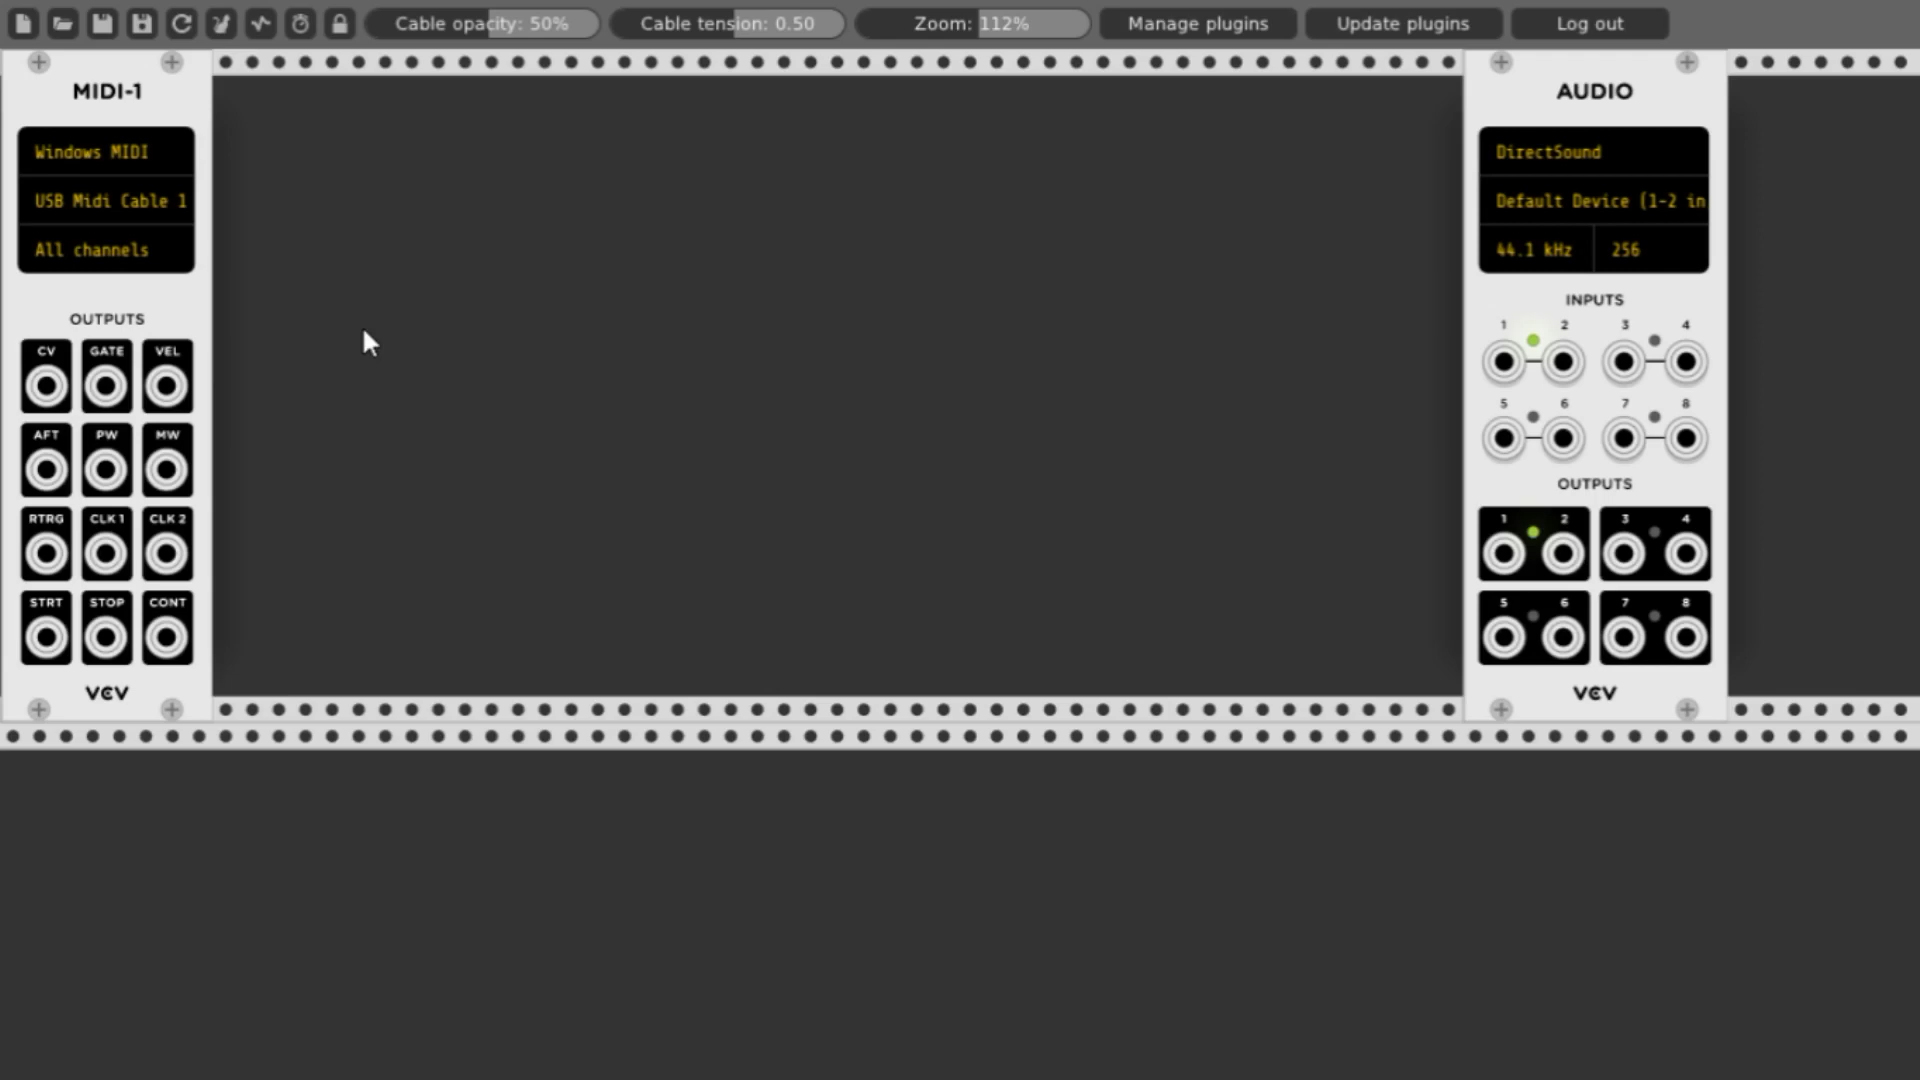 Cable opacity: 50%
Cable tension: 0.50
Zoom: 112%
Manage plugins
Update plugins
Log out
MIDI-1
Windows MIDI
USB Midi Cable 1
All channels
OUTPUTS
CV GATE VEL
AFT PW MW
RTRG CLK 1 CLK 2
STRT STOP CONT
VCV
AUDIO
DirectSound
Default Device (1-2 in
44.1 kHz 256
INPUTS
1 2 3 4
5 6 7 8
OUTPUTS
1 2 3 4
5 6 7 8
VCV